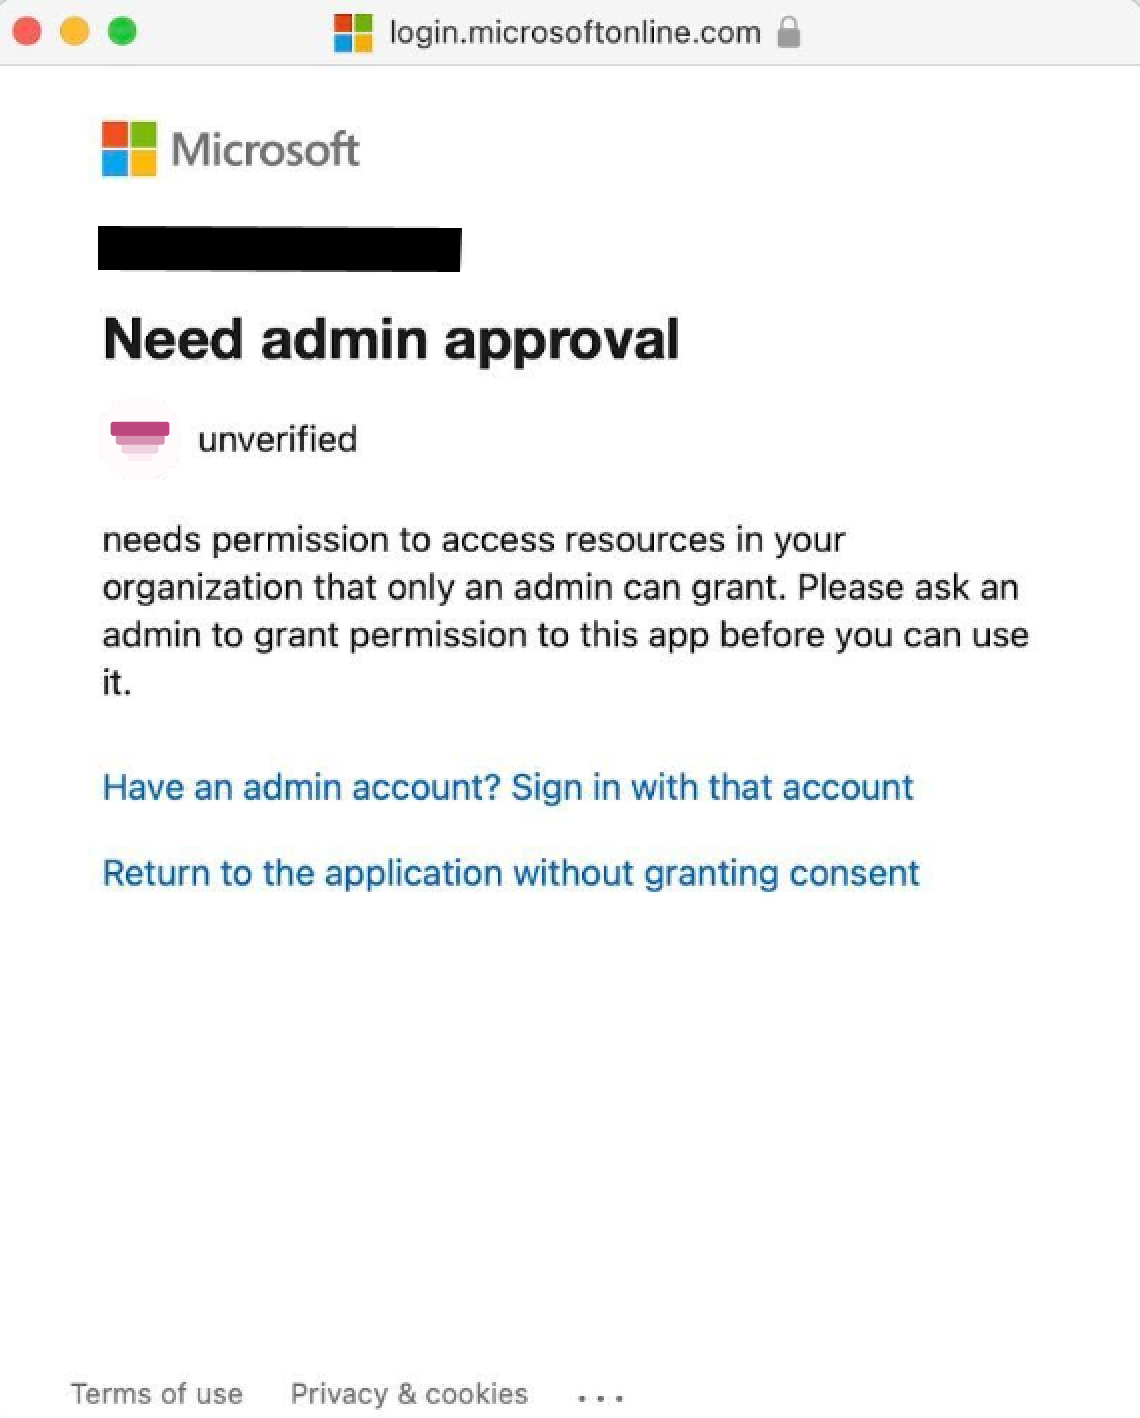 login.microsoftonline.com
Microsoft
Need admin approval
unverified
needs permission to access resources in your
organization that only an admin can grant. Please ask an
admin to grant permission to this app before you can use
it.
Have an admin account? Sign in with that account
Return to the application without granting consent
Terms of use Privacy & cookies ...